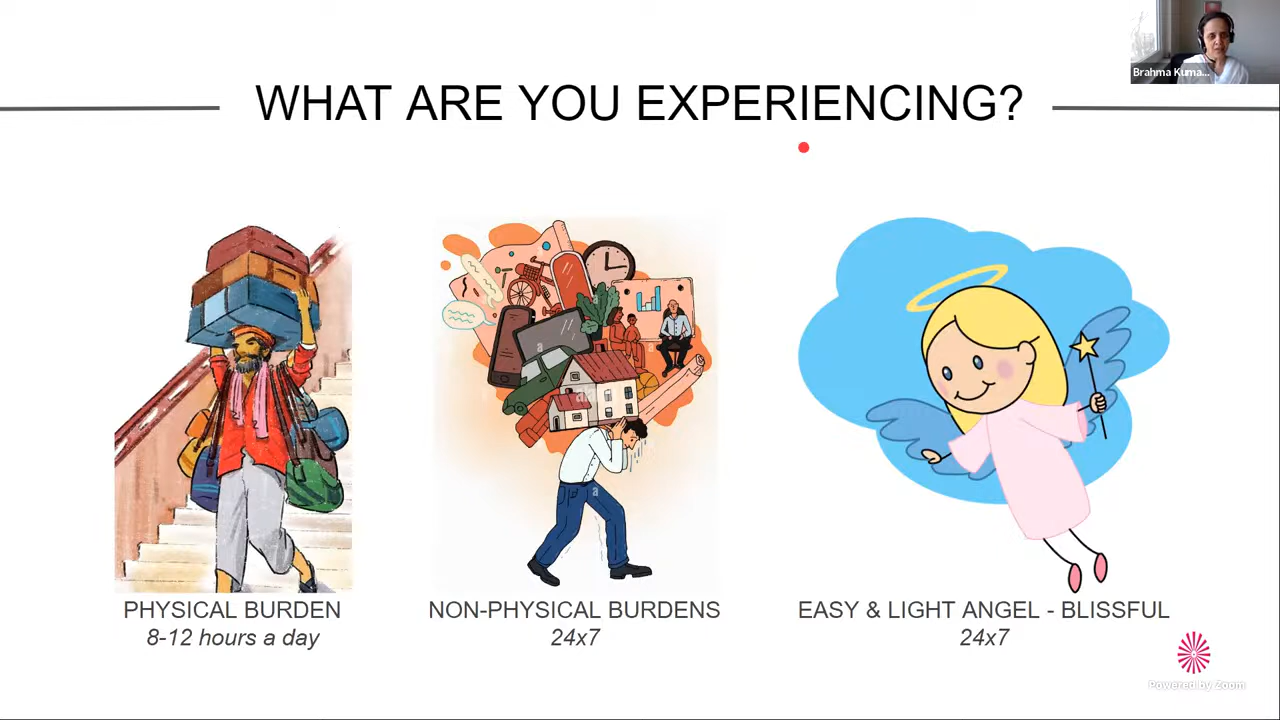 Brahma Kuma...
WHAT ARE YOU EXPERIENCING?
PHYSICAL BURDEN
8-12 hours a day
NON-PHYSICAL BURDENS
24x7
EASY & LIGHT ANGEL - BLISSFUL
24x7
Powered by Zoom